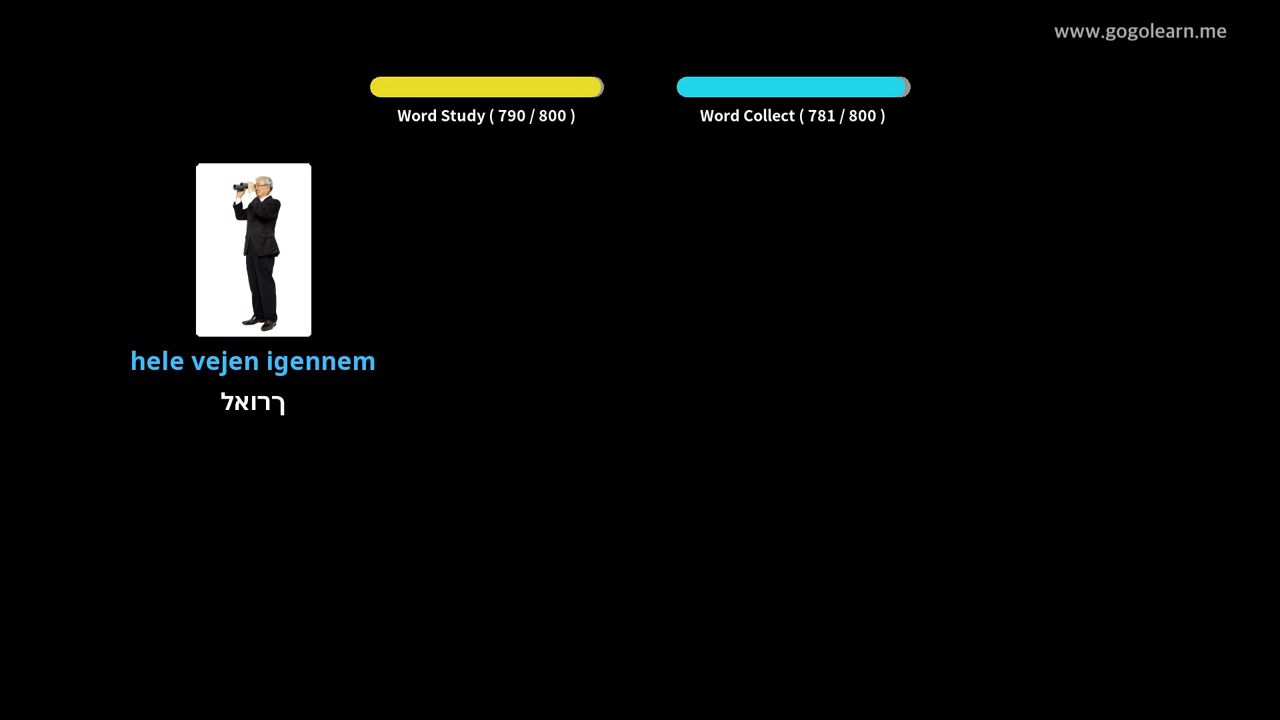 www.gogolearn.me
Word Study ( 790 / 800 )
Word Collect ( 781 / 800 )
hele vejen igennem
ךרואל